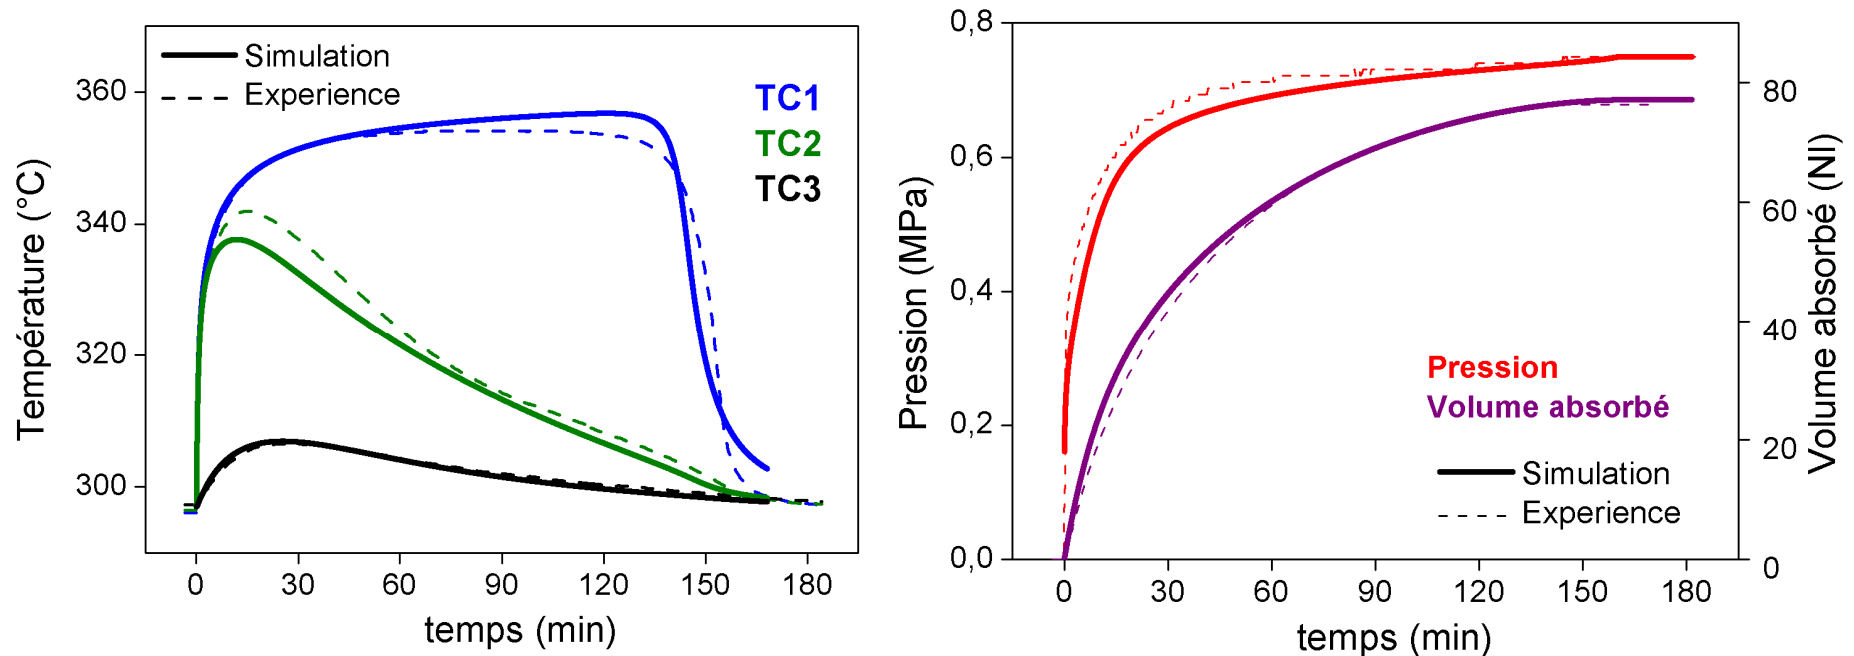 Simulation
Experience
TC1
TC2
TC3
360
340
320
300
0
30
60
90
120
150
180
Température (°C)
temps (min)
0,8
0,6
0,4
0,2
0,0
80
60
40
20
0
0
30
60
90
120
150
180
Pression (MPa)
Volume absorbé (Nl)
Pression
Volume absorbé
Simulation
Experience
temps (min)